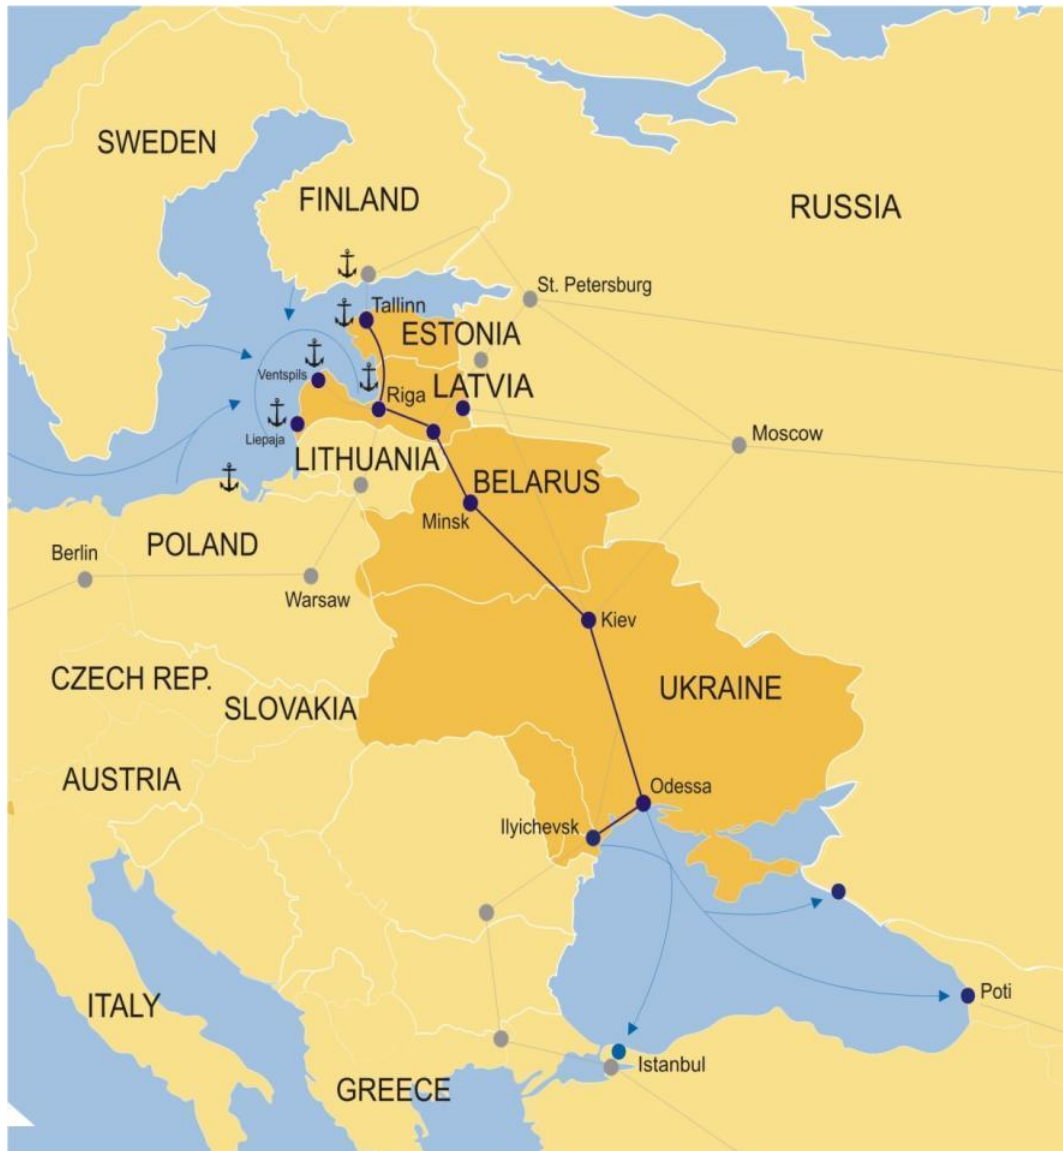 SWEDEN
FINLAND
RUSSIA
St. Petersburg
Tallinn
ESTONIA
Ventspils
LATVIA
Riga
Liepaja
Moscow
LITHUANIA
BELARUS
Minsk
POLAND
Berlin
Warsaw
Kiev
CZECH REP.
UKRAINE
SLOVAKIA
AUSTRIA
Odessa
Ilyichevsk
ITALY
Poti
Istanbul
GREECE